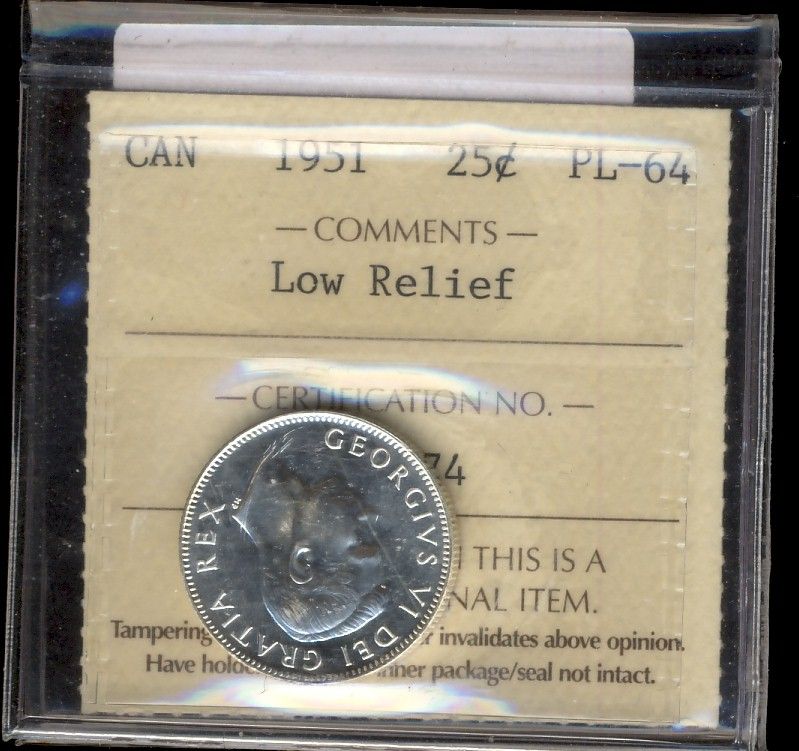 CAN 1951 25¢ PL-64
— COMMENTS —
Low Relief
— CERTIFICATION NO. —
74
GEORGIVS VI DEI GRATIA REX
THIS IS A
NAL ITEM.
Tampering invalidates above opinion.
Have inner package/seal not intact.